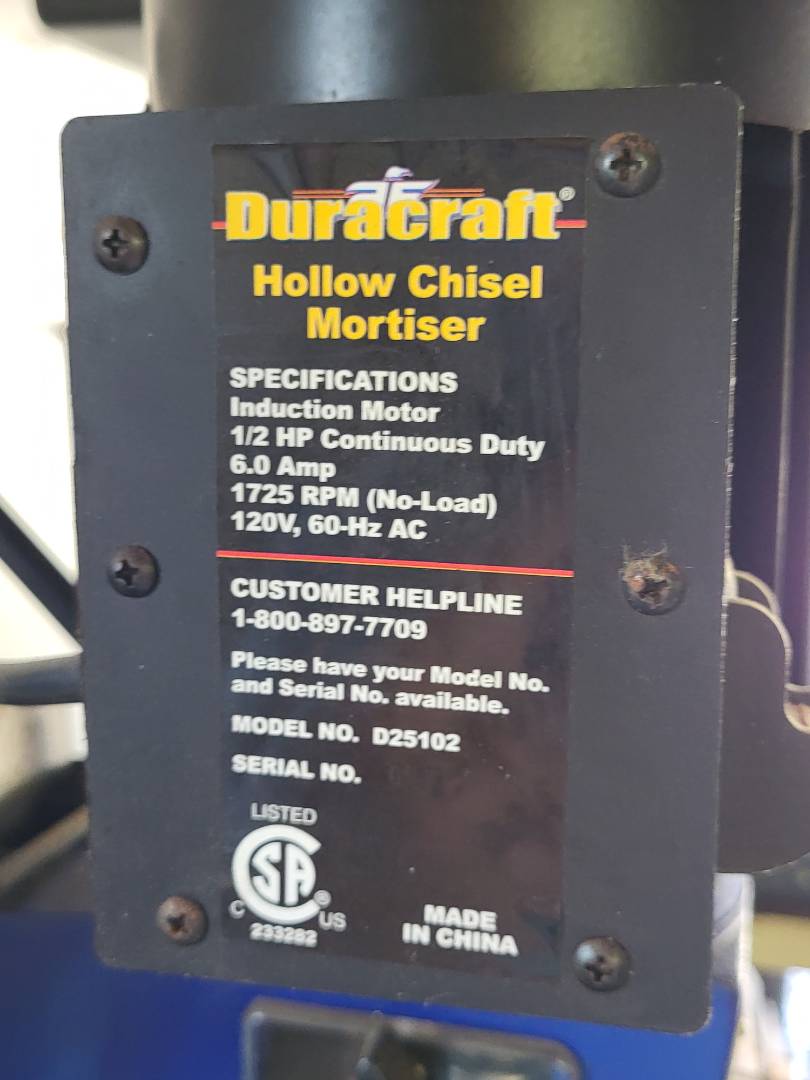 Duracraft®
Hollow Chisel
Mortiser
SPECIFICATIONS
Induction Motor
1/2 HP Continuous Duty
6.0 Amp
1725 RPM (No-Load)
120V, 60-Hz AC
CUSTOMER HELPLINE
1-800-897-7709
Please have your Model No.
and Serial No. available.
MODEL NO. D25102
SERIAL NO.
LISTED
CSA®
C US
233282
MADE
IN CHINA